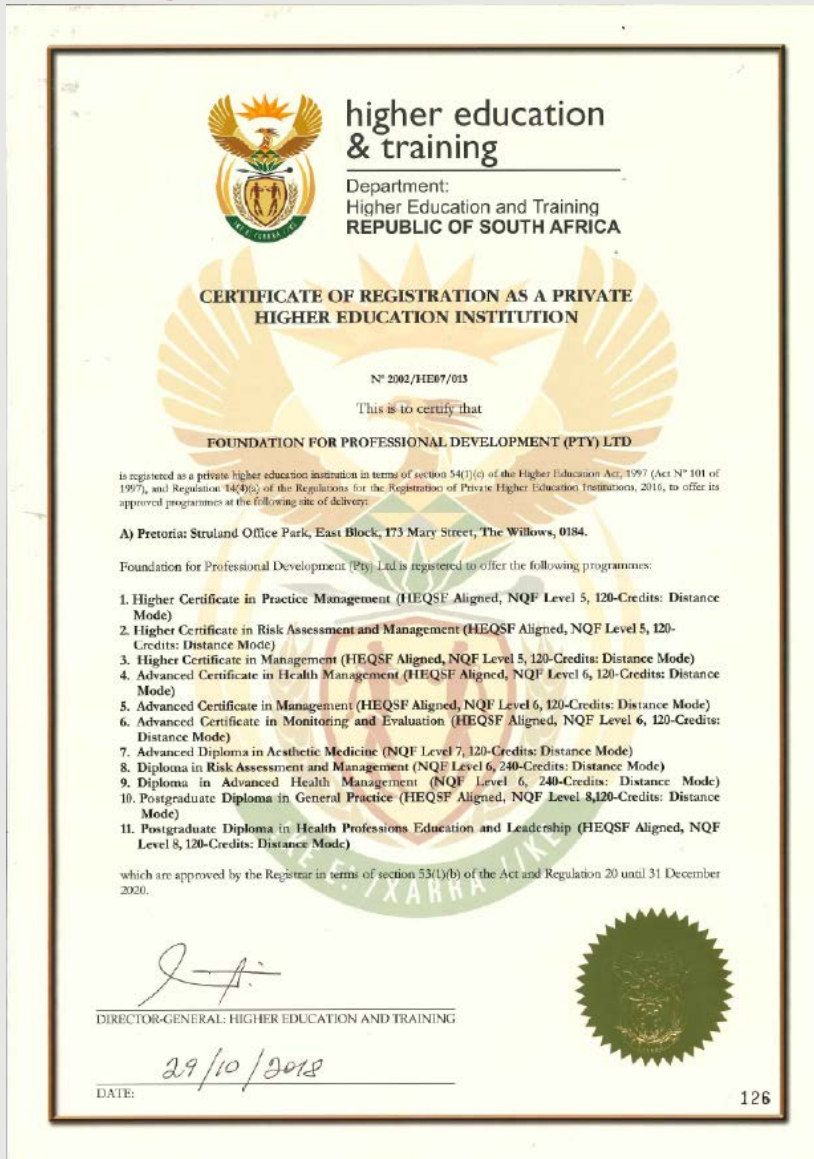 higher education
& training
Department:
Higher Education and Training
REPUBLIC OF SOUTH AFRICA
CERTIFICATE OF REGISTRATION AS A PRIVATE
HIGHER EDUCATION INSTITUTION
N° 2002/HE07/013
This is to certify that
FOUNDATION FOR PROFESSIONAL DEVELOPMENT (PTY) LTD
is registered as a private higher education institution in terms of section 54(1)(c) of the Higher Education Act, 1997 (Act N° 101 of
1997), and Regulation 14(4)(a) of the Regulations for the Registration of Private Higher Education Institutions, 2016, to offer its
approved programmes at the following site of delivery:
A) Pretoria: Struland Office Park, East Block, 173 Mary Street, The Willows, 0184.
Foundation for Professional Development (Pty) Ltd is registered to offer the following programmes:
1. Higher Certificate in Practice Management (HEQSF Aligned, NQF Level 5, 120-Credits: Distance
Mode)
2. Higher Certificate in Risk Assessment and Management (HEQSF Aligned, NQF Level 5, 120-
Credits: Distance Mode)
3. Higher Certificate in Management (HEQSF Aligned, NQF Level 5, 120-Credits: Distance Mode)
4. Advanced Certificate in Health Management (HEQSF Aligned, NQF Level 6, 120-Credits: Distance
Mode)
5. Advanced Certificate in Management (HEQSF Aligned, NQF Level 6, 120-Credits: Distance Mode)
6. Advanced Certificate in Monitoring and Evaluation (HEQSF Aligned, NQF Level 6, 120-Credits:
Distance Mode)
7. Advanced Diploma in Aesthetic Medicine (NQF Level 7, 120-Credits: Distance Mode)
8. Diploma in Risk Assessment and Management (NQF Level 6, 240-Credits: Distance Mode)
9. Diploma in Advanced Health Management (NQF Level 6, 240-Credits: Distance Mode)
10. Postgraduate Diploma in General Practice (HEQSF Aligned, NQF Level 8,120-Credits: Distance
Mode)
11. Postgraduate Diploma in Health Professions Education and Leadership (HEQSF Aligned, NQF
Level 8, 120-Credits: Distance Mode)
which are approved by the Registrar in terms of section 53(1)(b) of the Act and Regulation 20 until 31 December
2020.
DIRECTOR-GENERAL: HIGHER EDUCATION AND TRAINING
29/10/2018
DATE:
126